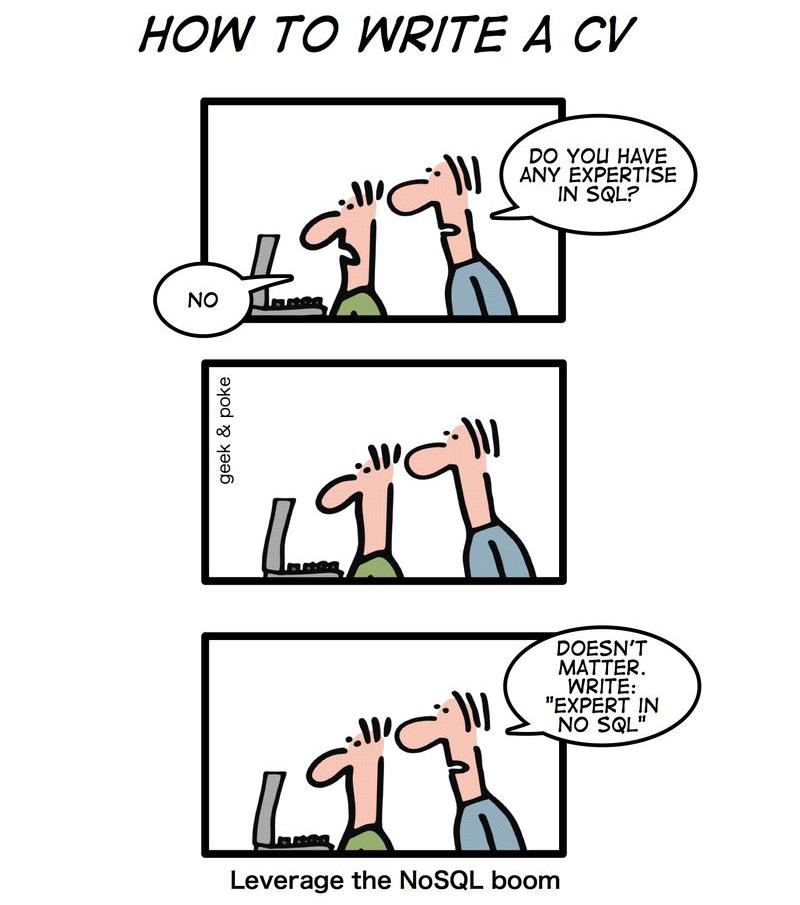 HOW TO WRITE A CV
DO YOU HAVE
ANY EXPERTISE
IN SQL?
NO
geek & poke
DOESN'T
MATTER.
WRITE:
"EXPERT IN
NO SQL"
Leverage the NoSQL boom